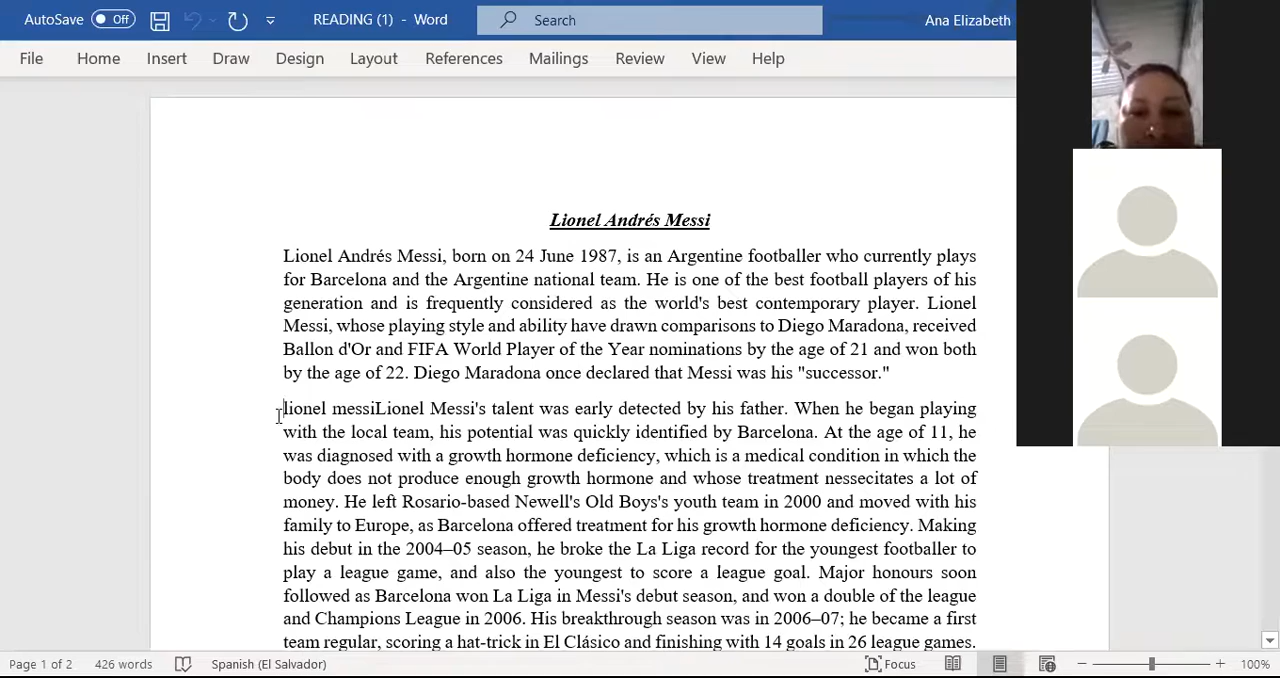 AutoSave Off READING (1) - Word Search Ana Elizabeth
File Home Insert Draw Design Layout References Mailings Review View Help
Lionel Andrés Messi
Lionel Andrés Messi, born on 24 June 1987, is an Argentine footballer who currently plays
for Barcelona and the Argentine national team. He is one of the best football players of his
generation and is frequently considered as the world's best contemporary player. Lionel
Messi, whose playing style and ability have drawn comparisons to Diego Maradona, received
Ballon d'Or and FIFA World Player of the Year nominations by the age of 21 and won both
by the age of 22. Diego Maradona once declared that Messi was his "successor."
lionel messiLionel Messi's talent was early detected by his father. When he began playing
with the local team, his potential was quickly identified by Barcelona. At the age of 11, he
was diagnosed with a growth hormone deficiency, which is a medical condition in which the
body does not produce enough growth hormone and whose treatment nessecitates a lot of
money. He left Rosario-based Newell's Old Boys's youth team in 2000 and moved with his
family to Europe, as Barcelona offered treatment for his growth hormone deficiency. Making
his debut in the 2004–05 season, he broke the La Liga record for the youngest footballer to
play a league game, and also the youngest to score a league goal. Major honours soon
followed as Barcelona won La Liga in Messi's debut season, and won a double of the league
and Champions League in 2006. His breakthrough season was in 2006–07; he became a first
team regular, scoring a hat-trick in El Clásico and finishing with 14 goals in 26 league games.
Page 1 of 2 426 words Spanish (El Salvador) Focus 100%